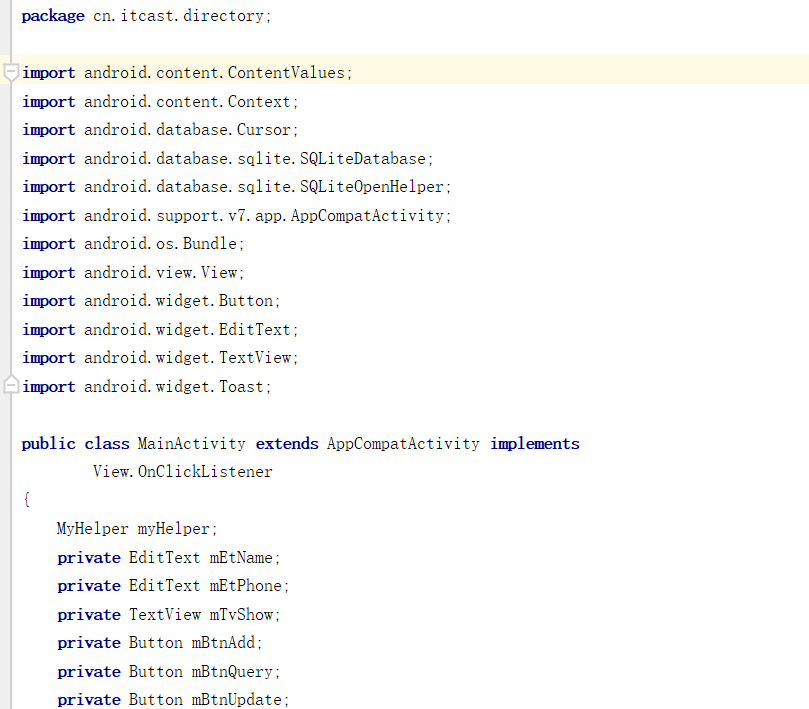 package cn.itcast.directory;
import android.content.ContentValues;
import android.content.Context;
import android.database.Cursor;
import android.database.sqlite.SQLiteDatabase;
import android.database.sqlite.SQLiteOpenHelper;
import android.support.v7.app.AppCompatActivity;
import android.os.Bundle;
import android.view.View;
import android.widget.Button;
import android.widget.EditText;
import android.widget.TextView;
import android.widget.Toast;
public class MainActivity extends AppCompatActivity implements
View.OnClickListener
{
MyHelper myHelper;
private EditText mEtName;
private EditText mEtPhone;
private TextView mTvShow;
private Button mBtnAdd;
private Button mBtnQuery;
private Button mBtnUpdate;